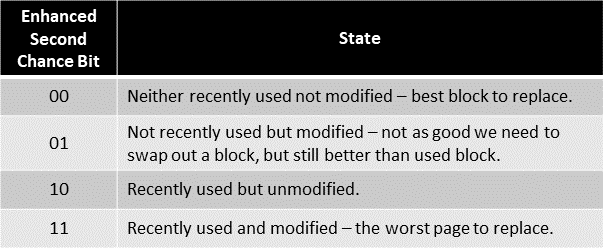 Enhanced
Second
Chance Bit
State
00
Neither recently used not modified – best block to replace.
01
Not recently used but modified – not as good we need to
swap out a block, but still better than used block.
10
Recently used but unmodified.
11
Recently used and modified – the worst page to replace.